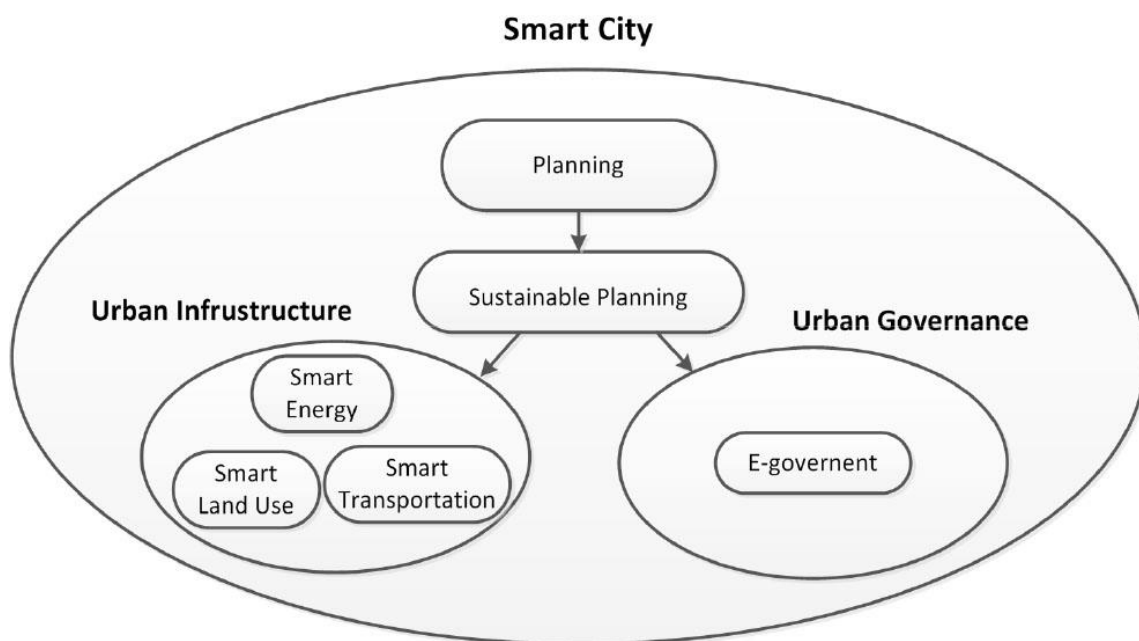 Smart City
Planning
Sustainable Planning
Urban Infrustructure
Urban Governance
Smart
Energy
Smart
Land Use
Smart
Transportation
E-governent